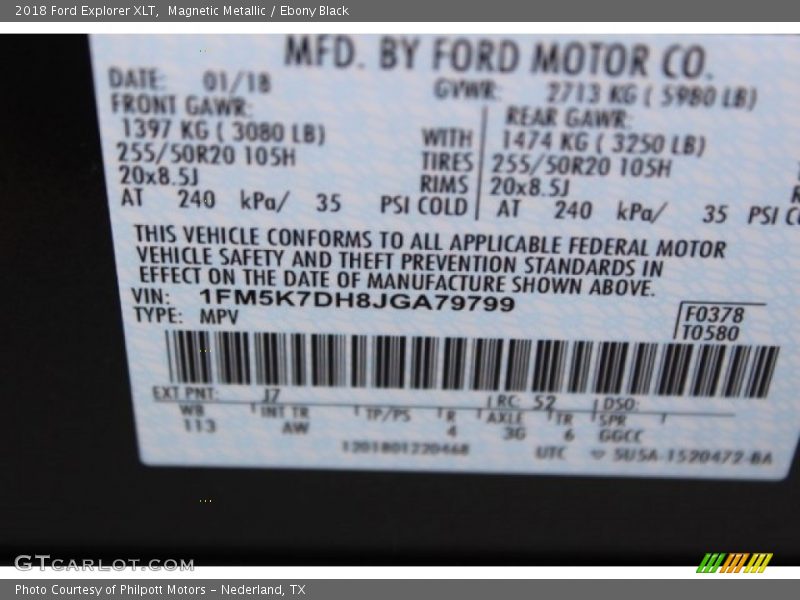 2018 Ford Explorer XLT,  Magnetic Metallic / Ebony Black
MFD. BY FORD MOTOR CO.
DATE: 01/18 GVWR: 2713 KG ( 5980 LB)
FRONT GAWR: REAR GAWR:
1397 KG ( 3080 LB) WITH 1474 KG ( 3250 LB)
255/50R20 105H TIRES 255/50R20 105H
20x8.5J RIMS 20x8.5J
AT 240 kPa/ 35 PSI COLD AT 240 kPa/ 35 PSI
THIS VEHICLE CONFORMS TO ALL APPLICABLE FEDERAL MOTOR
VEHICLE SAFETY AND THEFT PREVENTION STANDARDS IN
EFFECT ON THE DATE OF MANUFACTURE SHOWN ABOVE.
VIN: 1FM5K7DH8JGA79799
TYPE: MPV
F0378
T0580
EXT PNT: J7 RC: 52 DSO:
WB INT TR TP/PS R AXLE TR SPR
113 AW 4 3G 6 GGCC
1201801220468 UTC 5U5A-1520472-BA
GTCARLOT.COM
Photo Courtesy of Philpott Motors - Nederland, TX